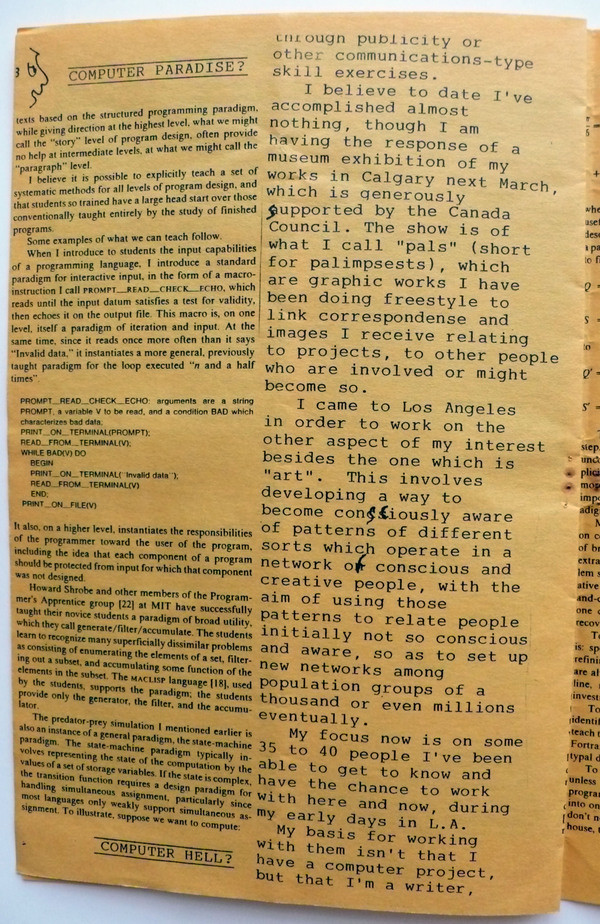 COMPUTER PARADISE?
texts based on the structured programming paradigm,
while giving direction at the highest level, what we might
call the "story" level of program design, often provide
no help at intermediate levels, at what we might call the
"paragraph" level.
I believe it is possible to explicitly teach a set of
systematic methods for all levels of program design, and
that students so trained have a large head start over those
conventionally taught entirely by the study of finished
programs.
Some examples of what we can teach follow.
When I introduce to students the input capabilities
of a programming language, I introduce a standard
paradigm for interactive input, in the form of a macro-
instruction I call PROMPT_READ_CHECK_ECHO, which
reads until the input datum satisfies a test for validity,
then echoes it on the output file. This macro is, on one
level, itself a paradigm of iteration and input. At the
same time, since it reads once more often than it says
"Invalid data," it instantiates a more general, previously
taught paradigm for the loop executed "n and a half
times".
PROMPT_READ_CHECK_ECHO: arguments are a string
PROMPT, a variable V to be read, and a condition BAD which
characterizes bad data.
PRINT_ON_TERMINAL(PROMPT);
READ_FROM_TERMINAL(V);
WHILE BAD(V) DO
BEGIN
PRINT_ON_TERMINAL("Invalid data");
READ_FROM_TERMINAL(V)
END;
PRINT_ON_FILE(V)
It also, on a higher level, instantiates the responsibilities
of the programmer toward the user of the program,
including the idea that each component of a program
should be protected from input for which that component
was not designed.
Howard Shrobe and other members of the Program-
mer's Apprentice group [22] at MIT have successfully
taught their novice students a paradigm of broad utility,
which they call generate/filter/accumulate. The students
learn to recognize many superficially dissimilar problems
as consisting of enumerating the elements of a set, filter-
ing out a subset, and accumulating some function of the
elements in the subset. The MACLISP language [18], used
by the students, supports the paradigm; the students
provide only the generator, the filter, and the accumu-
lator.
The predator-prey simulation I mentioned earlier is
also an instance of a general paradigm, the state-machine
paradigm. The state-machine paradigm typically in-
volves representing the state of the computation by the
values of a set of storage variables. If the state is complex,
the transition function requires a design paradigm for
handling simultaneous assignment, particularly since
most languages only weakly support simultaneous as-
signment. To illustrate, suppose we want to compute:
COMPUTER HELL?
through publicity or
other communications-type
skill exercises.
I believe to date I've
accomplished almost
nothing, though I am
having the response of a
museum exhibition of my
works in Calgary next March,
which is generously
supported by the Canada
Council. The show is of
what I call "pals" (short
for palimpsests), which
are graphic works I have
been doing freestyle to
link correspondense and
images I receive relating
to projects, to other people
who are involved or might
become so.
I came to Los Angeles
in order to work on the
other aspect of my interest
besides the one which is
"art". This involves
developing a way to
become consciously aware
of patterns of different
sorts which operate in a
network of conscious and
creative people, with the
aim of using those
patterns to relate people
initially not so conscious
and aware, so as to set up
new networks among
population groups of a
thousand or even millions
eventually.
My focus now is on some
35 to 40 people I've been
able to get to know and
have the chance to work
with here and now, during
my early days in L.A.
My basis for working
with them isn't that I
have a computer project,
but that I'm a writer,